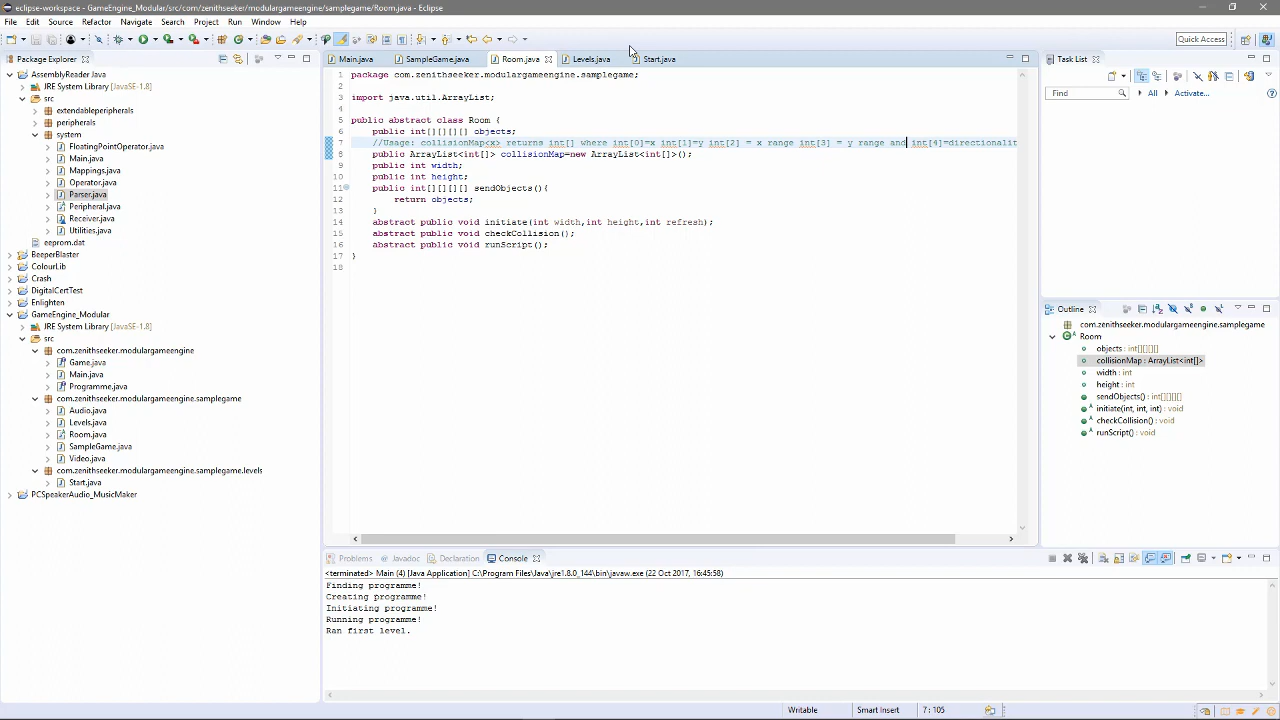 eclipse-workspace - GameEngine_Modular/src/com/zenithseeker/modulargameengine/samplegame/Room.java - Eclipse
File Edit Source Refactor Navigate Search Project Run Window Help
Quick Access
Package Explorer
AssemblyReader Java
JRE System Library [JavaSE-1.8]
src
extendableperipherals
peripherals
system
FloatingPointOperator.java
Main.java
Mappings.java
Operator.java
Parser.java
Peripheral.java
Receiver.java
Utilities.java
eeprom.dat
BeeperBlaster
ColourLib
Crash
DigitalCertTest
Enlighten
GameEngine_Modular
JRE System Library [JavaSE-1.8]
src
com.zenithseeker.modulargameengine
Game.java
Main.java
Programme.java
com.zenithseeker.modulargameengine.samplegame
Audio.java
Levels.java
Room.java
SampleGame.java
Video.java
com.zenithseeker.modulargameengine.samplegame.levels
Start.java
PCSpeakerAudio_MusicMaker
Main.java SampleGame.java Room.java Levels.java Start.java
1 package com.zenithseeker.modulargameengine.samplegame;
2
3 import java.util.ArrayList;
4
5 public abstract class Room {
6 public int[][][][] objects;
7 //Usage: collisionMap<x> returns int[] where int[0]=x int[1]=y int[2] = x range int[3] = y range and int[4]=directionalit
8 public ArrayList<int[]> collisionMap=new ArrayList<int[]>();
9 public int width;
10 public int height;
11 public int[][][][] sendObjects(){
12 return objects;
13 }
14 abstract public void initiate(int width,int height,int refresh);
15 abstract public void checkCollision();
16 abstract public void runScript();
17 }
18
Task List
Find All Activate...
Outline
com.zenithseeker.modulargameengine.samplegame
Room
objects : int[][][][]
collisionMap : ArrayList<int[]>
width : int
height : int
sendObjects() : int[][][][]
initiate(int, int, int) : void
checkCollision() : void
runScript() : void
Problems Javadoc Declaration Console
<terminated> Main (4) [Java Application] C:\Program Files\Java\jre1.8.0_144\bin\javaw.exe (22 Oct 2017, 16:45:58)
Finding programme!
Creating programme!
Initiating programme!
Running programme!
Ran first level.
Writable Smart Insert 7 : 105